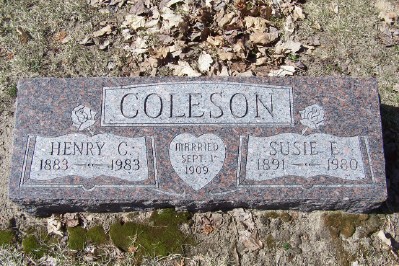 COLESON
HENRY C.
1883 1983
MARRIED
SEPT. 1
1909
SUSIE E.
1891 1980